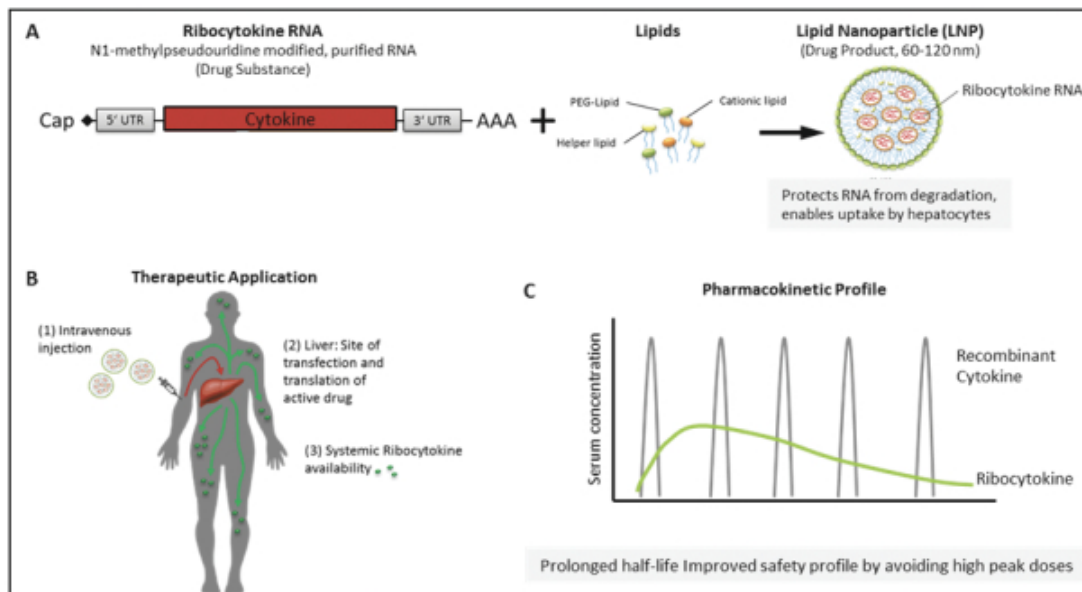 A
Ribocytokine RNA
N1-methylpseudouridine modified, purified RNA
(Drug Substance)
Cap
5' UTR
Cytokine
3' UTR
AAA
+
Lipids
PEG-Lipid
Cationic lipid
Helper lipid
Lipid Nanoparticle (LNP)
(Drug Product, 60-120 nm)
Ribocytokine RNA
Protects RNA from degradation,
enables uptake by hepatocytes
B
Therapeutic Application
(1) Intravenous
injection
(2) Liver: Site of
transfection and
translation of
active drug
(3) Systemic Ribocytokine
availability
C
Pharmacokinetic Profile
Serum concentration
Recombinant
Cytokine
Ribocytokine
Prolonged half-life Improved safety profile by avoiding high peak doses